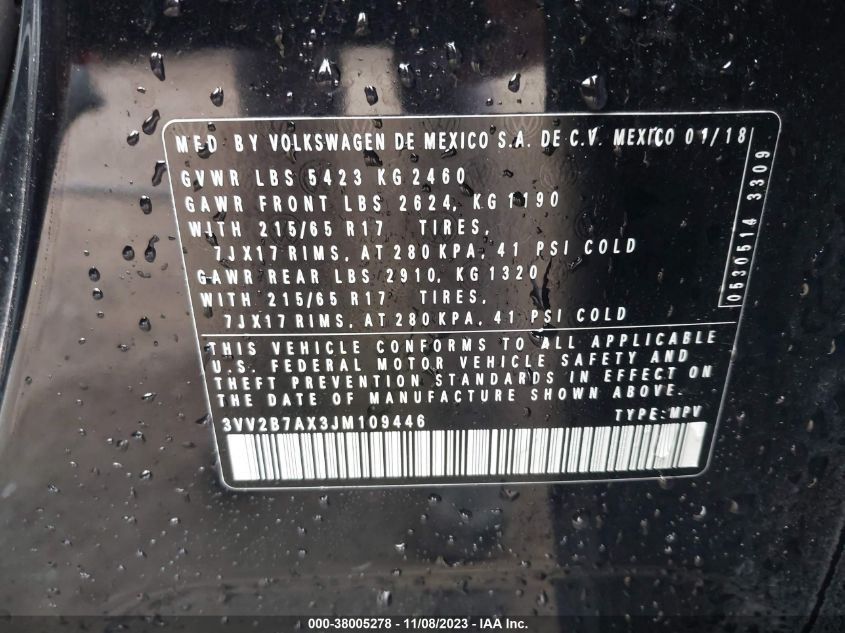 MFD BY VOLKSWAGEN DE MEXICO S.A. DE C.V. MEXICO 01/18
GVWR LBS 5423 KG 2460
GAWR FRONT LBS 2624, KG 1190
WITH 215/65 R17 TIRES,
7JX17 RIMS, AT 280 KPA, 41 PSI COLD
GAWR REAR LBS 2910, KG 1320
WITH 215/65 R17 TIRES,
7JX17 RIMS, AT 280 KPA, 41 PSI COLD
0530514 3309
THIS VEHICLE CONFORMS TO ALL APPLICABLE
U.S. FEDERAL MOTOR VEHICLE SAFETY AND
THEFT PREVENTION STANDARDS IN EFFECT ON
THE DATE OF MANUFACTURE SHOWN ABOVE.
3VV2B7AX3JM109446 TYPE: MPV
000-38005278 - 11/08/2023 - IAA Inc.